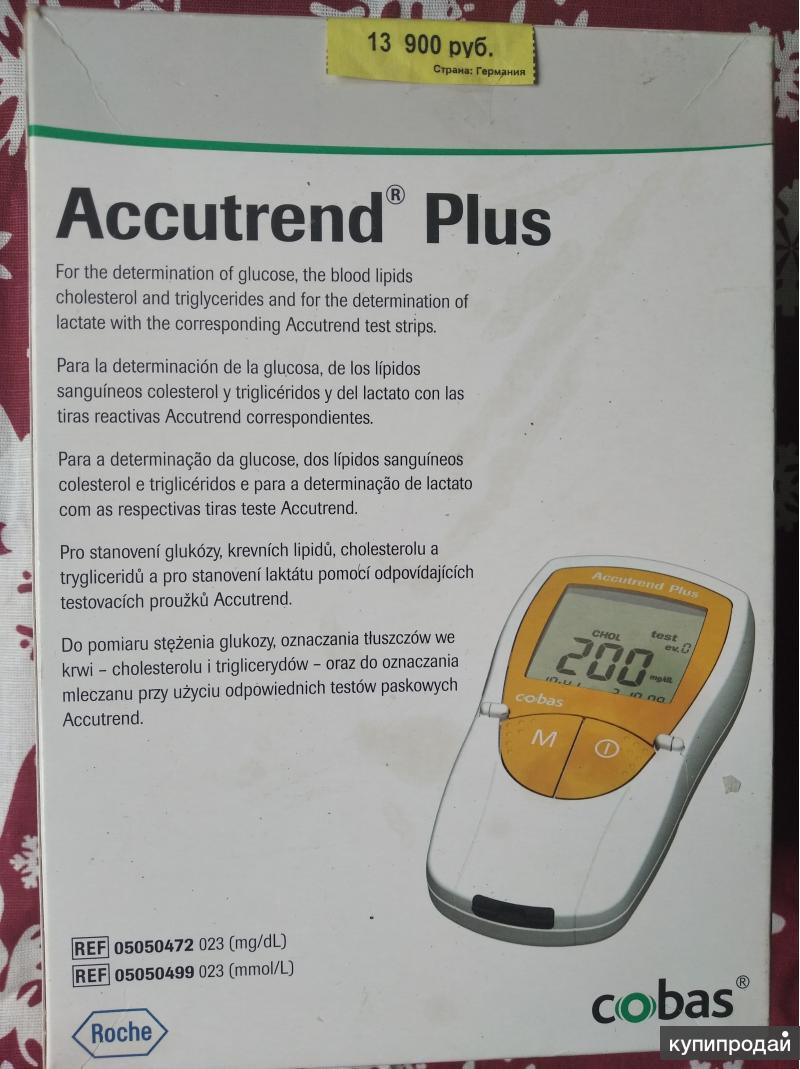 13 900 руб.
Страна: Германия
Accutrend® Plus
For the determination of glucose, the blood lipids
cholesterol and triglycerides and for the determination of
lactate with the corresponding Accutrend test strips.
Para la determinación de la glucosa, de los lípidos
sanguíneos colesterol y triglicéridos y del lactato con las
tiras reactivas Accutrend correspondientes.
Para a determinação da glucose, dos lípidos sanguíneos
colesterol e triglicéridos e para a determinação de lactato
com as respectivas tiras teste Accutrend.
Pro stanovení glukózy, krevních lipidů, cholesterolu a
trygliceridů a pro stanovení laktátu pomocí odpovídajících
testovacích proužků Accutrend.
Do pomiaru stężenia glukozy, oznaczania tłuszczów we
krwi – cholesterolu i triglicerydów – oraz do oznaczania
mleczanu przy użyciu odpowiednich testów paskowych
Accutrend.
Accutrend Plus
CHOL test
ev.0
200 mg/dL
cobas
M
REF 05050472 023 (mg/dL)
REF 05050499 023 (mmol/L)
Roche
cobas®
купипродай